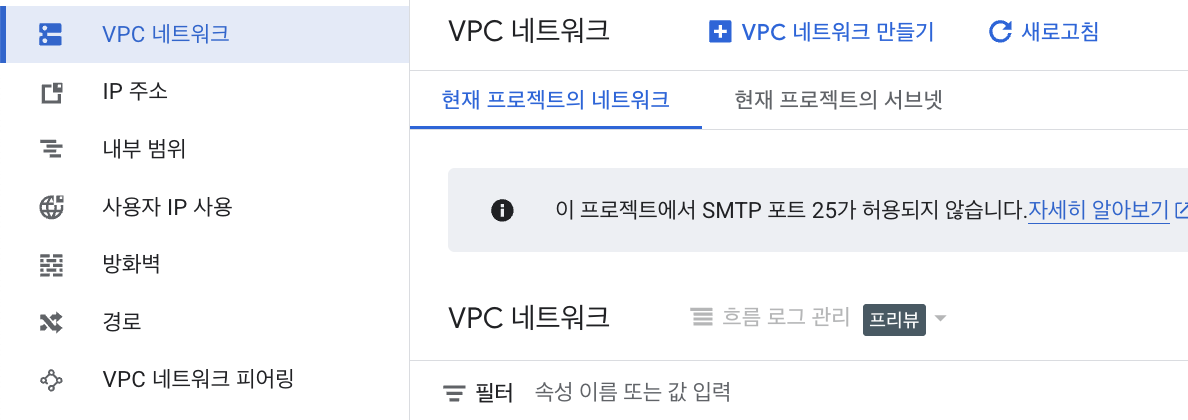 VPC 네트워크
IP 주소
내부 범위
사용자 IP 사용
방화벽
경로
VPC 네트워크 피어링
VPC 네트워크
VPC 네트워크 만들기
새로고침
현재 프로젝트의 네트워크
현재 프로젝트의 서브넷
이 프로젝트에서 SMTP 포트 25가 허용되지 않습니다.자세히 알아보기
VPC 네트워크
흐름 로그 관리
프리뷰
필터
속성 이름 또는 값 입력